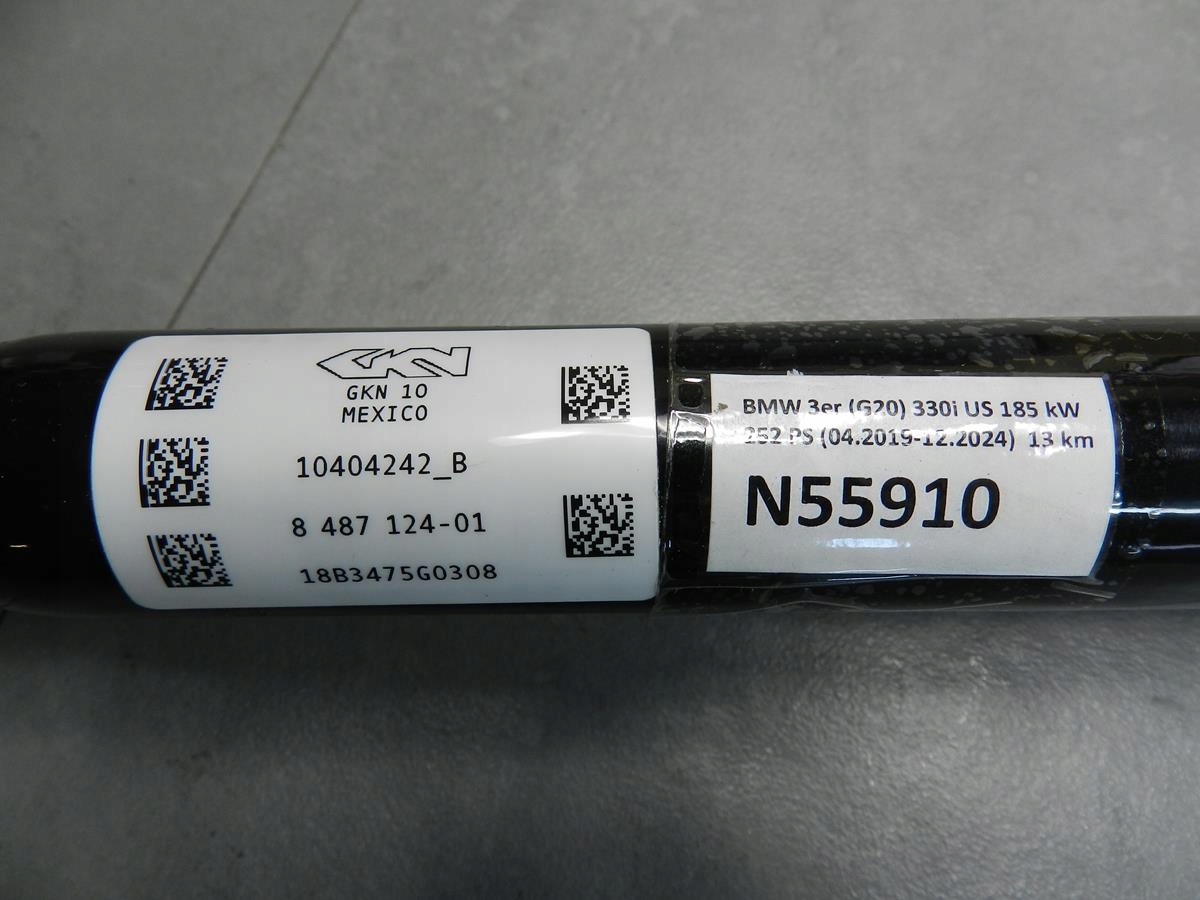 GKN
GKN 10
MEXICO
10404242_B
8 487 124-01
18B3475G0308
BMW 3er (G20) 330i US 185 kW
252 PS (04.2019-12.2024) 13 km
N55910